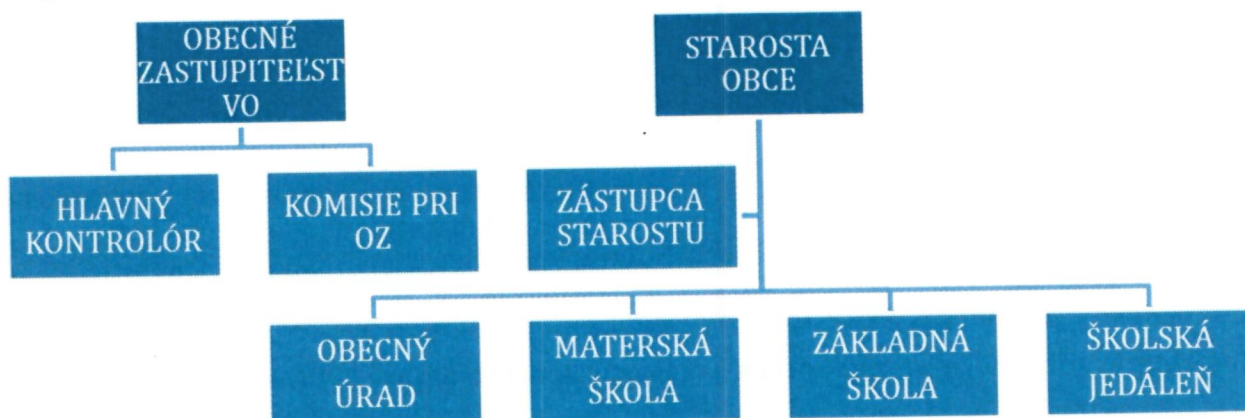 OBECNÉ
ZASTUPITEĽST
VO
STAROSTA
OBCE
HLAVNÝ
KONTROLÓR
KOMISIE PRI
OZ
ZÁSTUPCA
STAROSTU
OBECNÝ
ÚRAD
MATERSKÁ
ŠKOLA
ZÁKLADNÁ
ŠKOLA
ŠKOLSKÁ
JEDÁLEŇ